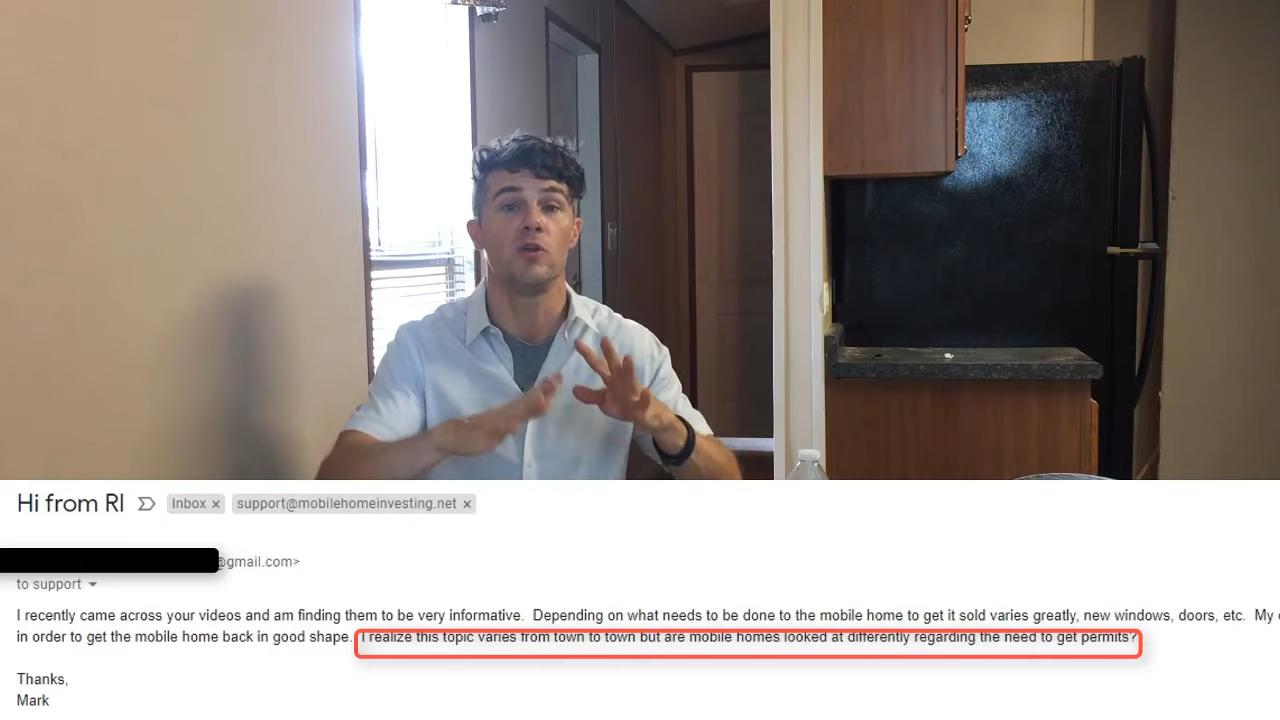 Hi from RI Inbox × support@mobilehomeinvesting.net ×
@gmail.com>
to support
I recently came across your videos and am finding them to be very informative. Depending on what needs to be done to the mobile home to get it sold varies greatly, new windows, doors, etc. My
in order to get the mobile home back in good shape. I realize this topic varies from town to town but are mobile homes looked at differently regarding the need to get permits?
Thanks,
Mark